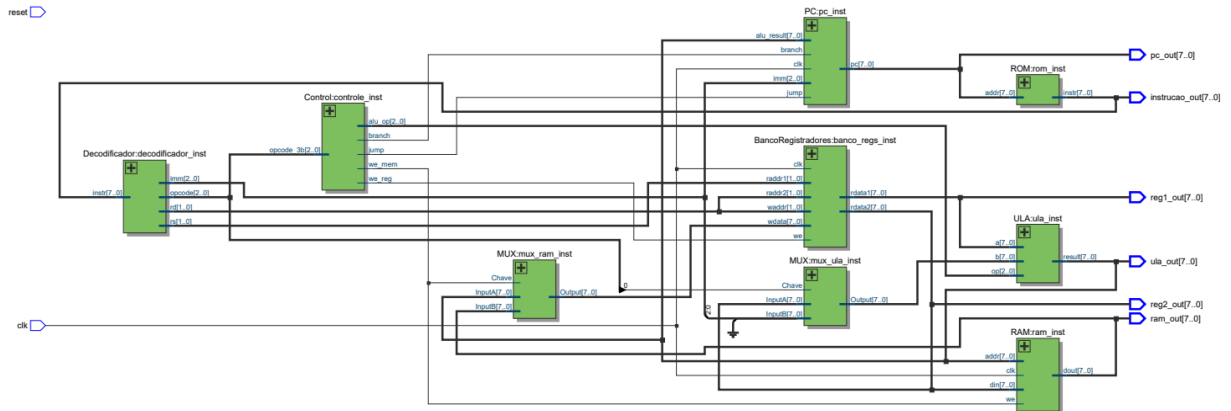 reset
PC:pc_inst
alu_result[7..0]
branch
clk
imm[2..0]
jump
pc[7..0]
pc_out[7..0]
ROM:rom_inst
addr[7..0]
instr[7..0]
instrucao_out[7..0]
Control:controle_inst
opcode_3b[2..0]
alu_op[2..0]
branch
jump
we_mem
we_reg
Decodificador:decodificador_inst
instr[7..0]
imm[2..0]
opcode[2..0]
rd[1..0]
rs[1..0]
BancoRegistradores:banco_regs_inst
clk
raddr1[1..0]
raddr2[1..0]
waddr[1..0]
wdata[7..0]
we
rdata1[7..0]
rdata2[7..0]
reg1_out[7..0]
ULA:ula_inst
a[7..0]
b[7..0]
op[2..0]
result[7..0]
ula_out[7..0]
MUX:mux_ram_inst
Chave
InputA[7..0]
InputB[7..0]
Output[7..0]
0
MUX:mux_ula_inst
Chave
InputA[7..0]
InputB[7..0]
Output[7..0]
2:0
reg2_out[7..0]
ram_out[7..0]
clk
RAM:ram_inst
addr[7..0]
clk
din[7..0]
we
dout[7..0]